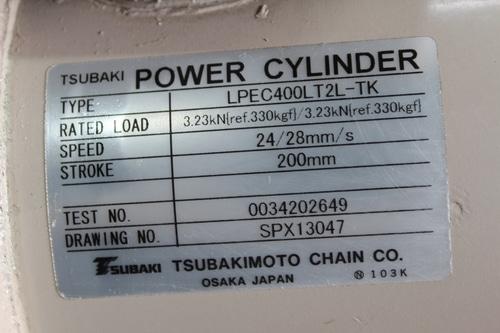 TSUBAKI POWER CYLINDER
TYPE LPEC400LT2L-TK
RATED LOAD 3.23kN{ref.330kgf}/3.23kN{ref.330kgf}
SPEED 24/28mm/s
STROKE 200mm
TEST NO. 0034202649
DRAWING NO. SPX13047
TSUBAKI TSUBAKIMOTO CHAIN CO.
OSAKA JAPAN Ⓝ 103K